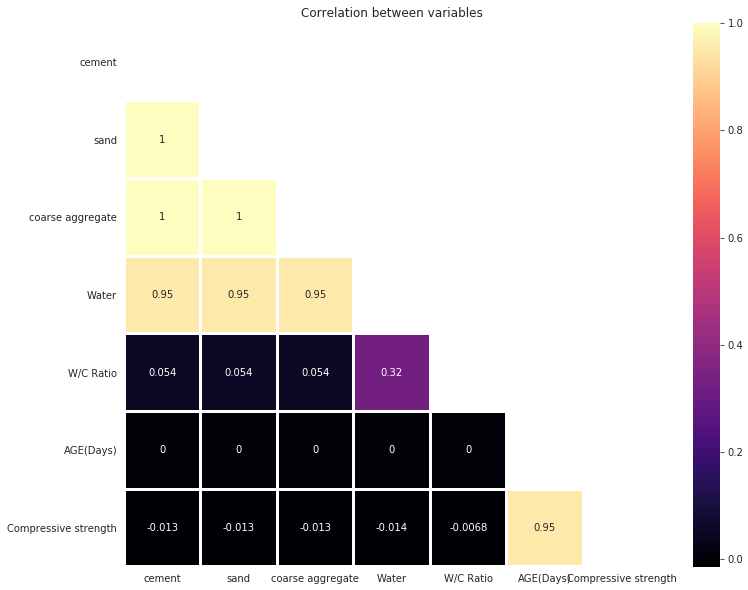 Correlation between variables
cement
sand
1
coarse aggregate
1 1
Water
0.95 0.95 0.95
W/C Ratio
0.054 0.054 0.054 0.32
AGE(Days)
0 0 0 0 0
Compressive strength
-0.013 -0.013 -0.013 -0.014 -0.0068 0.95
cement sand coarse aggregate Water W/C Ratio AGE(Days) Compressive strength
1.0
0.8
0.6
0.4
0.2
0.0